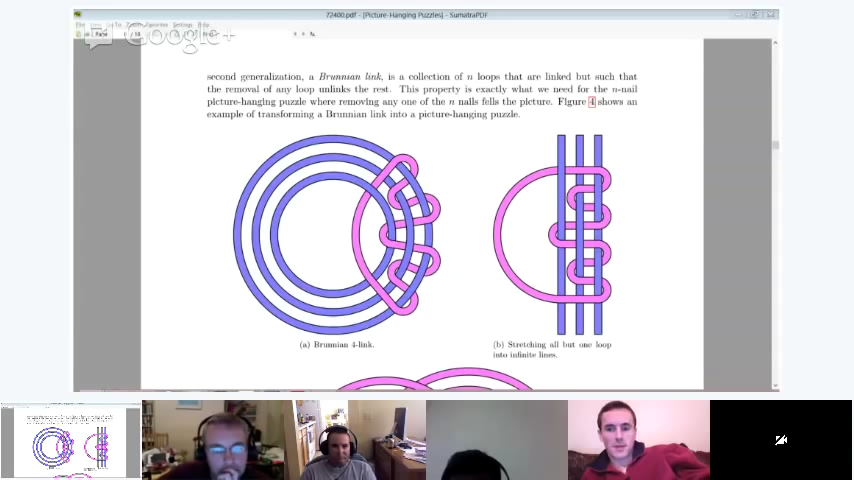 72400.pdf - [Picture-Hanging Puzzles] - SumatraPDF
Google+
second generalization, a Brunnian link, is a collection of n loops that are linked but such that
the removal of any loop unlinks the rest. This property is exactly what we need for the n-nail
picture-hanging puzzle where removing any one of the n nails fells the picture. Figure 4 shows an
example of transforming a Brunnian link into a picture-hanging puzzle.
(a) Brunnian 4-link.
(b) Stretching all but one loop
into infinite lines.